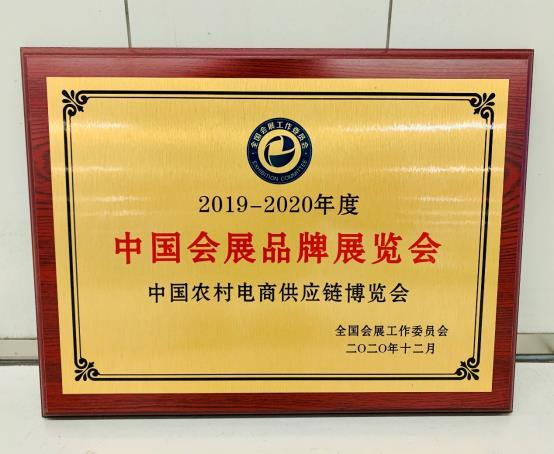 全国会展工作委员会
EXHIBITION COMMITTEE
2019-2020年度
中国会展品牌展览会
中国农村电商供应链博览会
全国会展工作委员会
二〇二〇年十二月